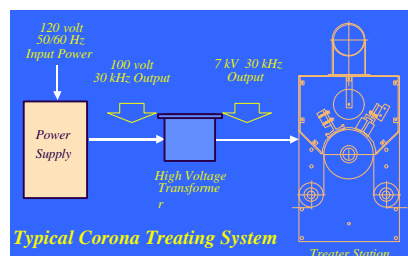 120 volt
50/60 Hz
Input Power
100 volt
30 kHz Output
7 kV 30 kHz
Output
Power
Supply
High Voltage
Transforme
r
Typical Corona Treating System
Treater Station